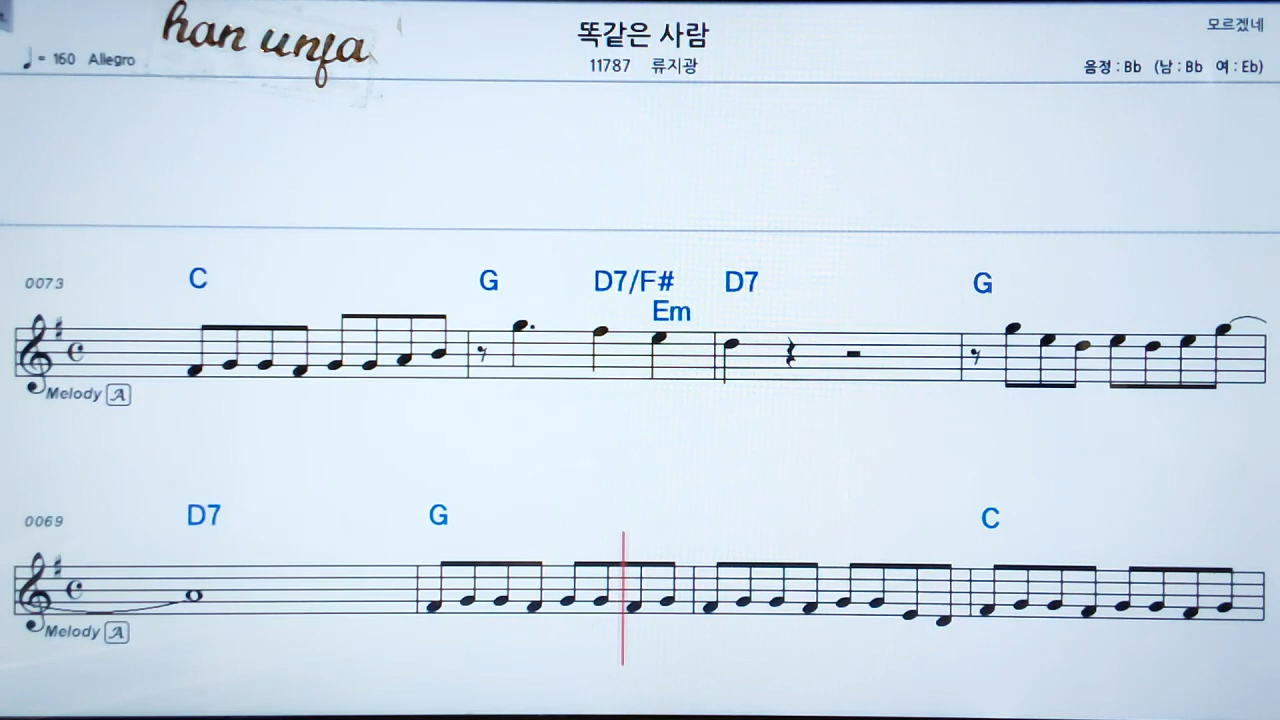 han unja
♩= 160 Allegro
똑같은 사람
11787 류지광
모르겠네
음정 : Bb (남 : Bb 여 : Eb)
0073
C G D7/F# Em D7 G
Melody A
0069
D7 G C
Melody A